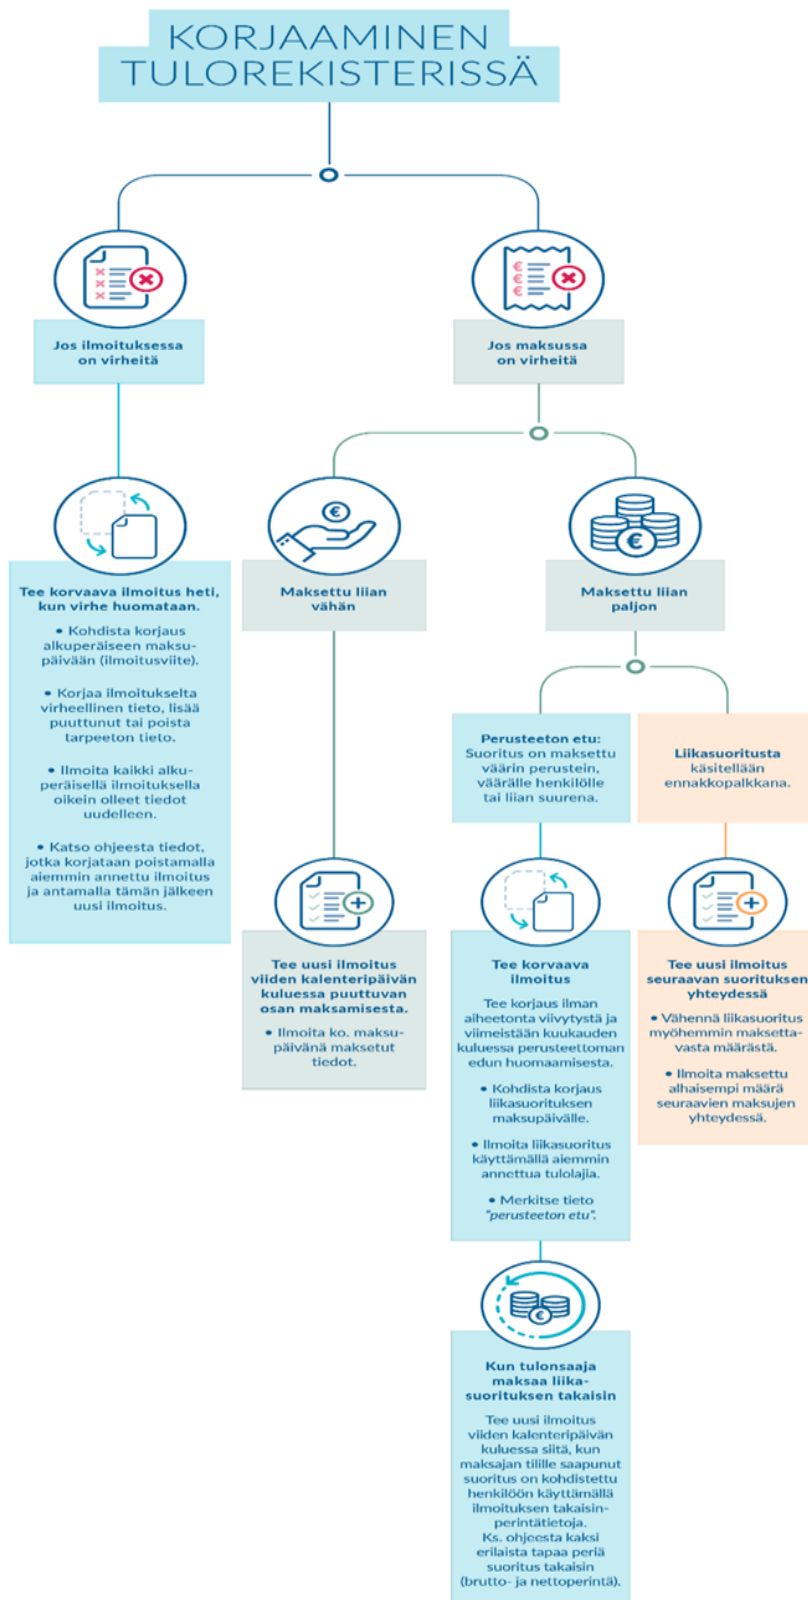 KORJAAMINEN
TULOREKISTERISSÄ
Jos ilmoituksessa
on virheitä
Jos maksussa
on virheitä
Tee korvaava ilmoitus heti,
kun virhe huomataan.
• Kohdista korjaus
alkuperäiseen maksu-
päivään (ilmoitusviite).
• Korjaa ilmoitukselta
virheellinen tieto, lisää
puuttunut tai poista
tarpeeton tieto.
• Ilmoita kaikki alku-
peräisellä ilmoituksella
oikein olleet tiedot
uudelleen.
• Katso ohjeesta tiedot,
jotka korjataan poistamalla
aiemmin annettu ilmoitus
ja antamalla tämän jälkeen
uusi ilmoitus.
Maksettu liian
vähän
Tee uusi ilmoitus
viiden kalenteripäivän
kuluessa puuttuvan
osan maksamisesta.
• Ilmoita ko. maksu-
päivänä maksetut
tiedot.
Maksettu liian
paljon
Perusteeton etu:
Suoritus on maksettu
väärin perustein,
väärälle henkilölle
tai liian suurena.
Tee korvaava
ilmoitus
Tee korjaus ilman
aiheetonta viivytystä ja
viimeistään kuukauden
kuluessa perusteettoman
edun huomaamisesta.
• Kohdista korjaus
liikasuorituksen
maksupäivälle.
• Ilmoita liikasuoritus
käyttämällä aiemmin
annettua tulolajia.
• Merkitse tieto
"perusteeton etu".
Kun tulonsaaja
maksaa liika-
suorituksen takaisin
Tee uusi ilmoitus
viiden kalenteripäivän
kuluessa siitä, kun
maksajan tilille saapunut
suoritus on kohdistettu
henkilöön käyttämällä
ilmoituksen takaisin-
perintätietoja.
Ks. ohjeesta kaksi
erilaista tapaa periä
suoritus takaisin
(brutto- ja nettoperintä).
Liikasuoritusta
käsitellään
ennakkopalkkana.
Tee uusi ilmoitus
seuraavan suorituksen
yhteydessä
• Vähennä liikasuoritus
myöhemmin maksetta-
vasta määrästä.
• Ilmoita maksettu
alhaisempi määrä
seuraavien maksujen
yhteydessä.